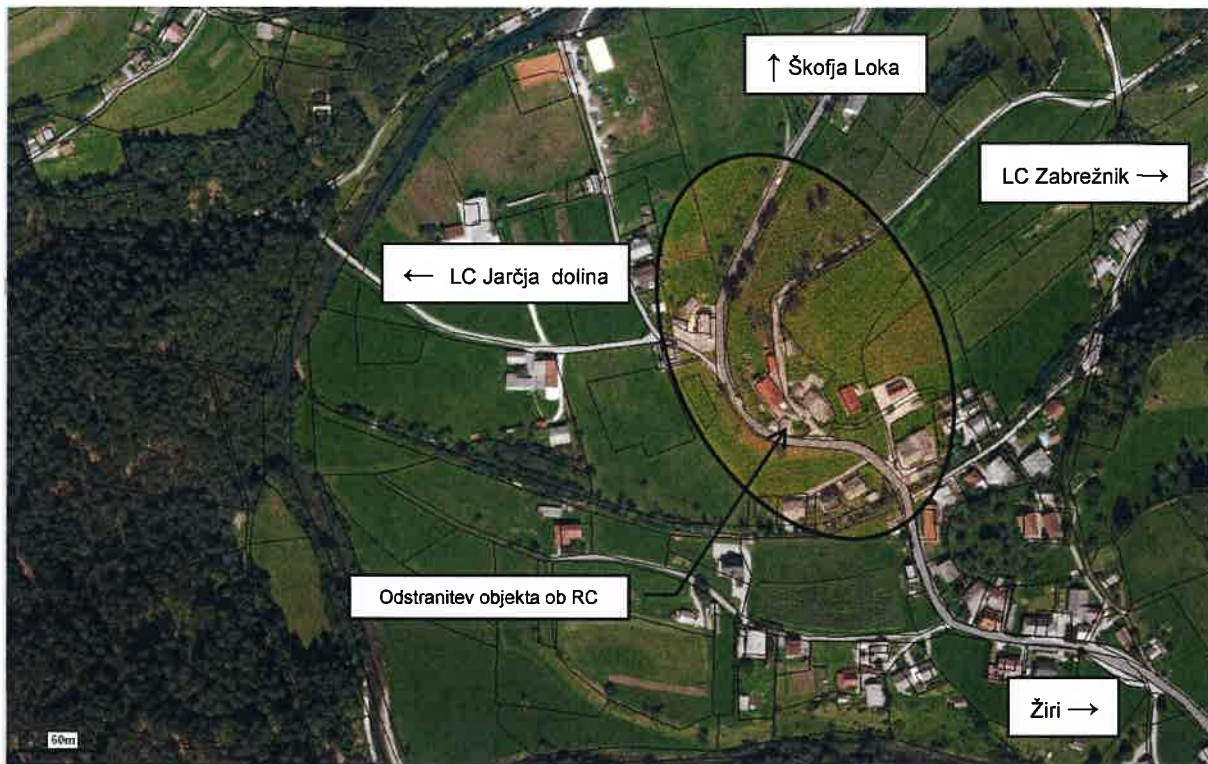 ↑ Škofja Loka
LC Zabrežnik →
← LC Jarčja dolina
Odstranitev objekta ob RC
Žiri →
60m